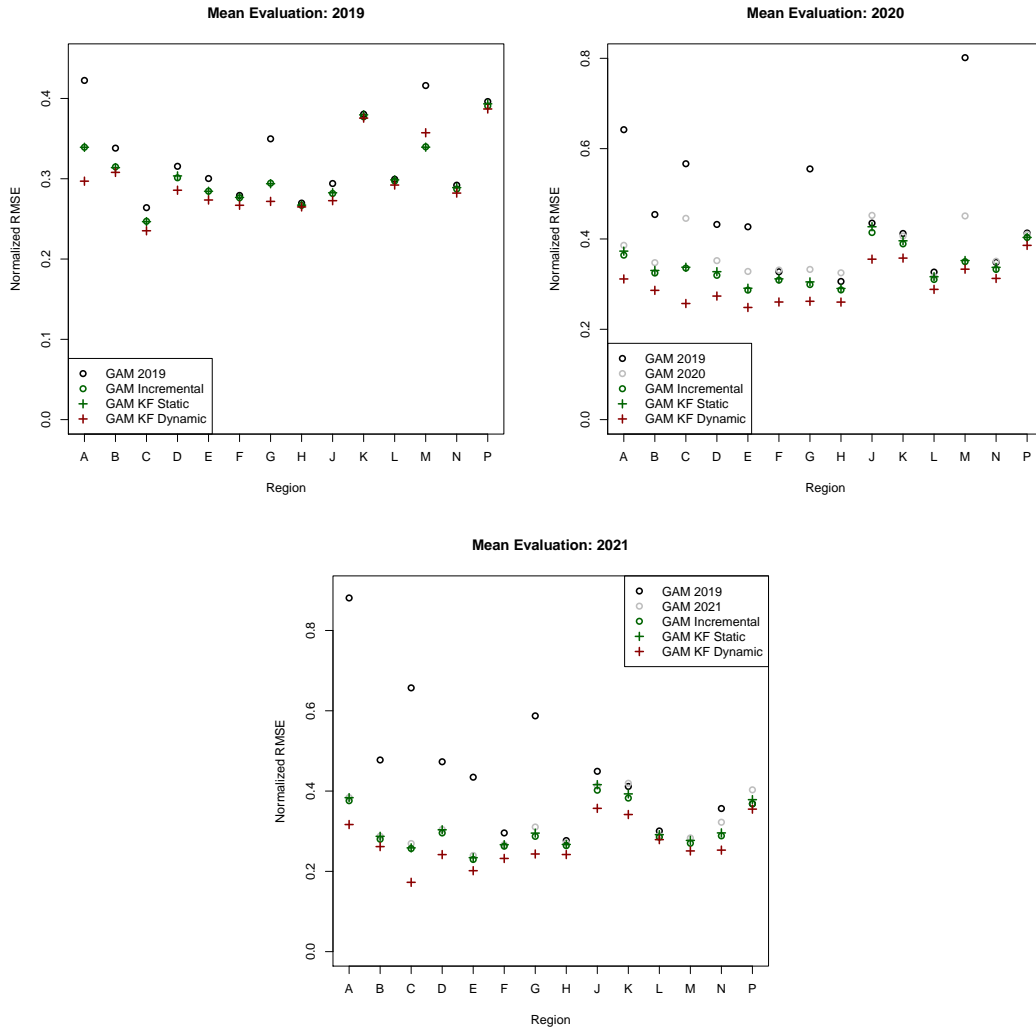 Mean Evaluation: 2019
Normalized RMSE
0.0
0.1
0.2
0.3
0.4
GAM 2019
GAM Incremental
GAM KF Static
GAM KF Dynamic
A B C D E F G H J K L M N P
Region
Mean Evaluation: 2020
Normalized RMSE
0.0
0.2
0.4
0.6
0.8
GAM 2019
GAM 2020
GAM Incremental
GAM KF Static
GAM KF Dynamic
A B C D E F G H J K L M N P
Region
Mean Evaluation: 2021
Normalized RMSE
0.0
0.2
0.4
0.6
0.8
GAM 2019
GAM 2021
GAM Incremental
GAM KF Static
GAM KF Dynamic
A B C D E F G H J K L M N P
Region